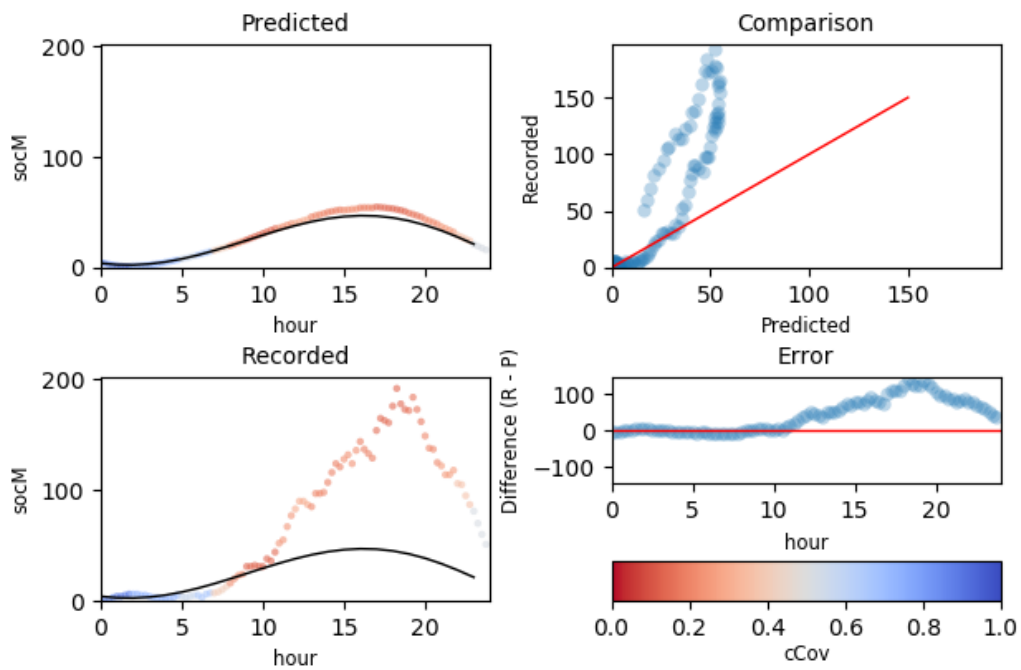 Predicted
200
100
0
socM
0 5 10 15 20
hour
Comparison
150
100
50
0
Recorded
0 50 100 150
Predicted
Recorded
200
100
0
socM
0 5 10 15 20
hour
Error
100
0
−100
Difference (R - P)
0 5 10 15 20
hour
0.0 0.2 0.4 0.6 0.8 1.0
cCov